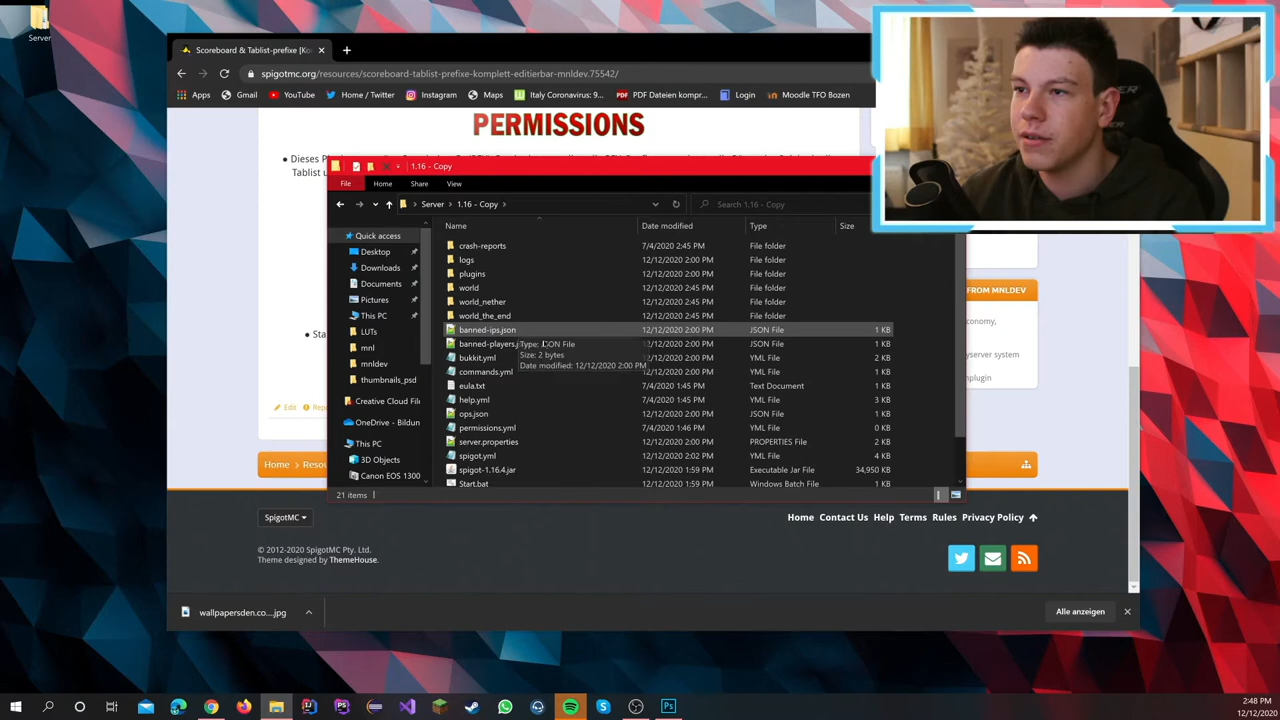 Server
Scoreboard & Tablist-prefixe [Ko
spigotmc.org/resources/scoreboard-tablist-prefixe-komplett-editierbar-mnldev.75542/
Apps Gmail YouTube Home / Twitter Instagram Maps Italy Coronavirus: 9... PDF Dateien kompr... Login Moodle TFO Bozen
PERMISSIONS
Dieses
Tablist u
1.16 - Copy
File Home Share View
Server > 1.16 - Copy > Search 1.16 - Copy
Name Date modified Type Size
Quick access
Desktop
Downloads
Documents
Pictures
This PC
LUTs
mnl
mnldev
thumbnails_psd
Creative Cloud File
OneDrive - Bildun
This PC
3D Objects
Canon EOS 1300
crash-reports 7/4/2020 2:45 PM File folder
logs 12/12/2020 2:00 PM File folder
plugins 12/12/2020 2:00 PM File folder
world 12/12/2020 2:45 PM File folder
world_nether 12/12/2020 2:45 PM File folder
world_the_end 12/12/2020 2:45 PM File folder
banned-ips.json 12/12/2020 2:00 PM JSON File 1 KB
banned-players.j 12/12/2020 2:00 PM JSON File 1 KB
bukkit.yml 12/12/2020 2:00 PM YML File 2 KB
commands.yml 12/12/2020 2:00 PM YML File 1 KB
eula.txt 7/4/2020 1:45 PM Text Document 1 KB
help.yml 7/4/2020 1:45 PM YML File 3 KB
ops.json 12/12/2020 2:00 PM JSON File 1 KB
permissions.yml 7/4/2020 1:46 PM YML File 0 KB
server.properties 12/12/2020 2:00 PM PROPERTIES File 2 KB
spigot.yml 12/12/2020 2:02 PM YML File 4 KB
spigot-1.16.4.jar 12/12/2020 1:59 PM Executable Jar File 34,950 KB
Start.bat 12/12/2020 1:59 PM Windows Batch File 1 KB
Type: JSON File
Size: 2 bytes
Date modified: 12/12/2020 2:00 PM
21 items
FROM MNLDEV
conomy,
yserver system
nplugin
Sta
Edit Repo
Home > Resou
SpigotMC
Home Contact Us Help Terms Rules Privacy Policy
© 2012-2020 SpigotMC Pty. Ltd.
Theme designed by ThemeHouse.
wallpapersden.co....jpg
Alle anzeigen
2:48 PM
12/12/2020